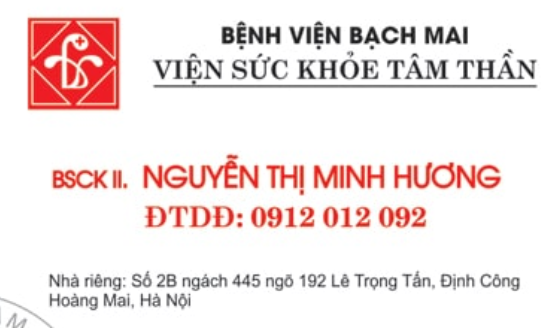 BỆNH VIỆN BẠCH MAI
VIỆN SỨC KHỎE TÂM THẦN
BSCK II. NGUYỄN THỊ MINH HƯƠNG
ĐTDĐ: 0912 012 092
Nhà riêng: Số 2B ngách 445 ngõ 192 Lê Trọng Tấn, Định Công
Hoàng Mai, Hà Nội